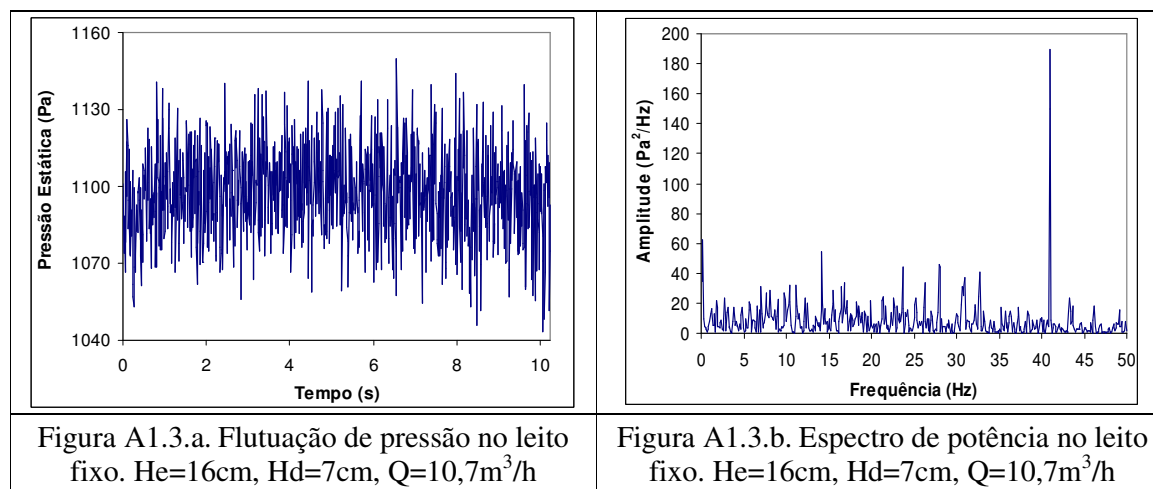 1160
1130
1100
1070
1040
Pressão Estática (Pa)
0 2 4 6 8 10
Tempo (s)
200
180
160
140
120
100
80
60
40
20
0
Amplitude (Pa²/Hz)
0 5 10 15 20 25 30 35 40 45 50
Frequência (Hz)
Figura A1.3.a. Flutuação de pressão no leito
fixo. He=16cm, Hd=7cm, Q=10,7m³/h
Figura A1.3.b. Espectro de potência no leito
fixo. He=16cm, Hd=7cm, Q=10,7m³/h